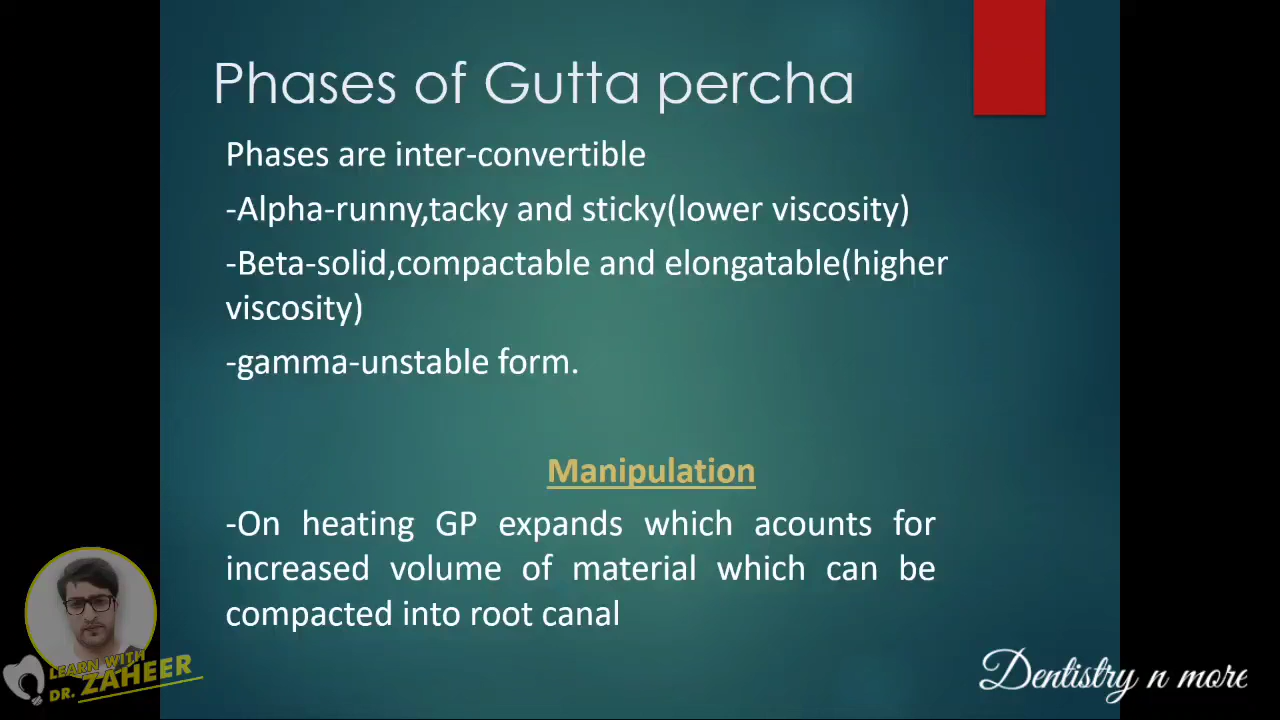 Phases of Gutta percha
Phases are inter-convertible
-Alpha-runny,tacky and sticky(lower viscosity)
-Beta-solid,compactable and elongatable(higher
viscosity)
-gamma-unstable form.
Manipulation
-On heating GP expands which acounts for
increased volume of material which can be
compacted into root canal
LEARN WITH
DR. ZAHEER
Dentistry n more